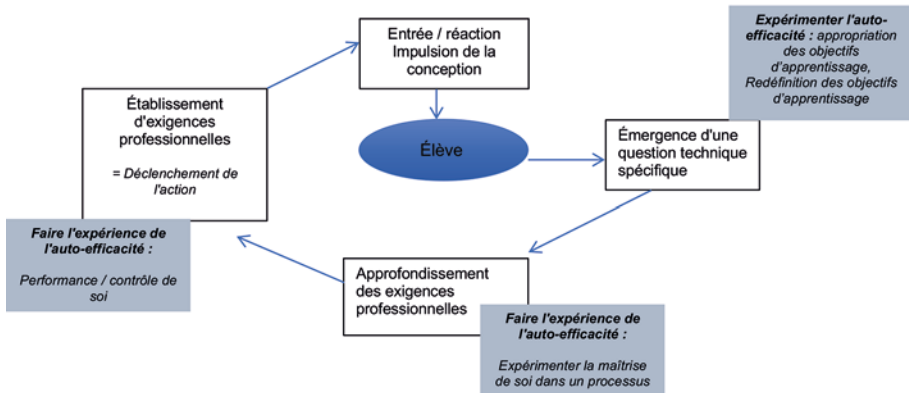 Entrée / réaction
Impulsion de la
conception
Expérimenter l'auto-
efficacité : appropriation
des objectifs
d'apprentissage,
Redéfinition des objectifs
d'apprentissage
Établissement
d'exigences
professionnelles
= Déclenchement de
l'action
Élève
Émergence d'une
question technique
spécifique
Faire l'expérience de
l'auto-efficacité :
Performance / contrôle de
soi
Approfondissement
des exigences
professionnelles
Faire l'expérience de
l'auto-efficacité :
Expérimenter la maîtrise
de soi dans un processus